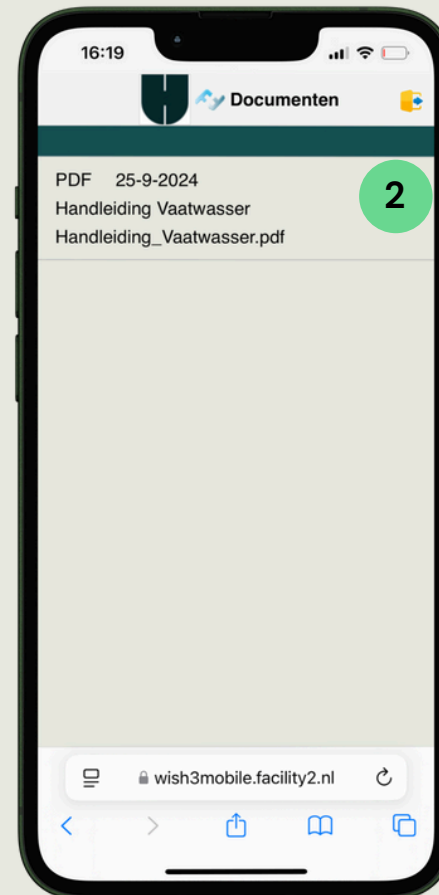 16:19
Documenten
PDF 25-9-2024
2
Handleiding Vaatwasser
Handleiding_Vaatwasser.pdf
wish3mobile.facility2.nl